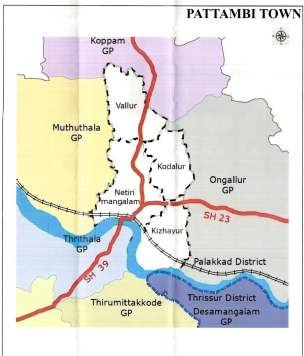 PATTAMBI TOWN
Koppam
GP
Vallur
Muthuthala
GP
Kodalur
Ongallur
GP
Netiri
mangalam
SH 23
Kizhayur
Thrithala
GP
Palakkad District
SH 39
Thrissur District
Thirumittakkode
GP
Desamangalam
GP